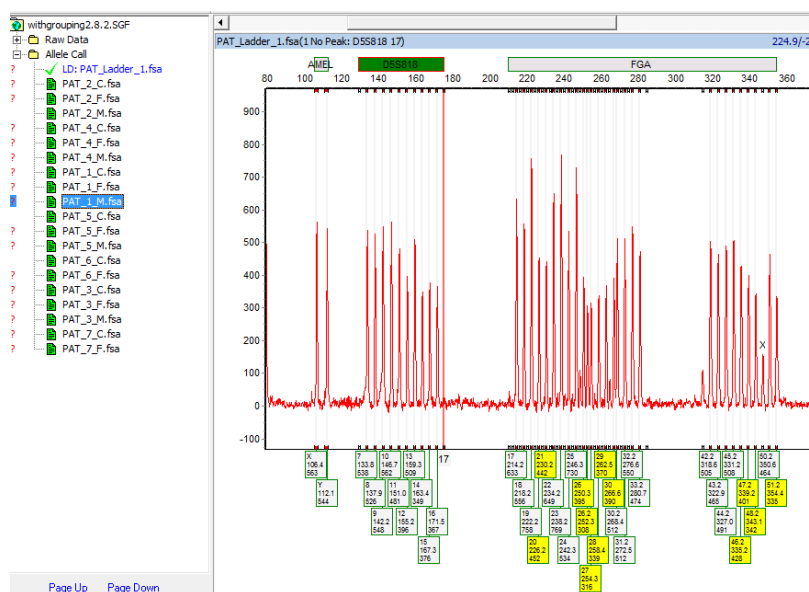 withgrouping2.8.2.SGF
Raw Data
Allele Call
? LD: PAT_Ladder_1.fsa
PAT_2_C.fsa
? PAT_2_F.fsa
PAT_2_M.fsa
? PAT_4_C.fsa
? PAT_4_F.fsa
? PAT_4_M.fsa
? PAT_1_C.fsa
? PAT_1_F.fsa
? PAT_1_M.fsa
PAT_5_C.fsa
? PAT_5_F.fsa
? PAT_5_M.fsa
PAT_6_C.fsa
? PAT_6_F.fsa
? PAT_3_C.fsa
? PAT_3_F.fsa
? PAT_3_M.fsa
? PAT_7_C.fsa
? PAT_7_F.fsa
Page Up Page Down
PAT_Ladder_1.fsa(1 No Peak: D5S818 17) 224.9/-2
AMEL D5S818 FGA
80 100 120 140 160 180 200 220 240 260 280 300 320 340 360
900
800
700
600
500
400
300
200
100
0
-100
X
X 106.4 563
Y 112.1 544
7 133.8 538
8 137.9 526
9 142.2 548
10 146.7 562
11 151.0 481
12 155.2 396
13 159.3 509
14 163.4 349
15 167.3 376
16 171.5 367
17
17 214.2 633
18 218.2 556
19 222.2 758
20 226.2 452
21 230.2 442
22 234.2 649
23 238.2 769
24 242.3 534
25 246.3 730
26 250.3 395
26.2 252.3 308
27 254.3 316
28 258.4 339
29 262.5 370
30 266.6 390
30.2 268.4 512
31.2 272.5 512
32.2 276.6 550
33.2 280.7 474
42.2 318.6 505
43.2 322.9 465
44.2 327.0 491
45.2 331.2 508
46.2 335.2 428
47.2 339.2 401
48.2 343.1 342
50.2 350.6 464
51.2 354.4 335